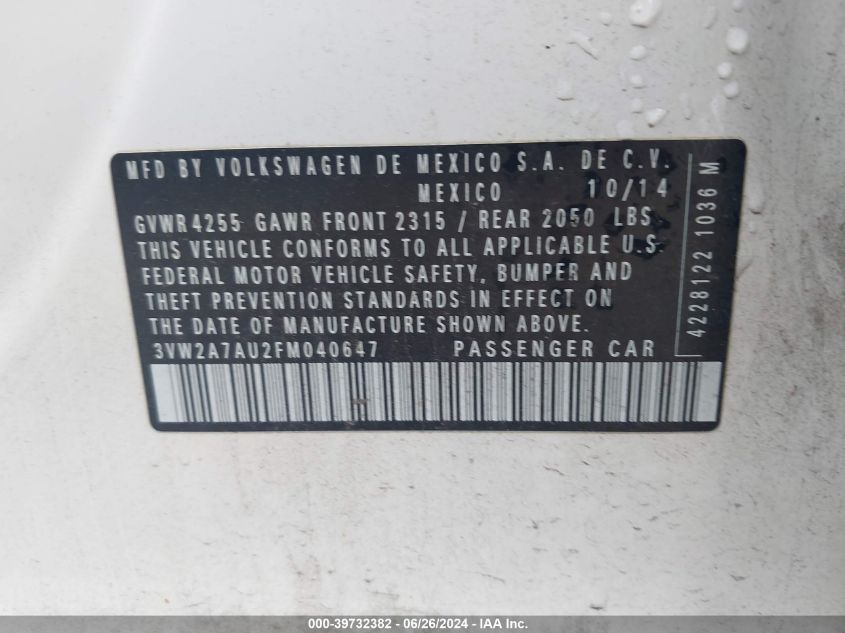 MFD BY VOLKSWAGEN DE MEXICO S.A. DE C.V.
MEXICO 10/14
GVWR 4255 GAWR FRONT 2315 / REAR 2050 LBS
THIS VEHICLE CONFORMS TO ALL APPLICABLE U.S.
FEDERAL MOTOR VEHICLE SAFETY, BUMPER AND
THEFT PREVENTION STANDARDS IN EFFECT ON
THE DATE OF MANUFACTURE SHOWN ABOVE.
3VW2A7AU2FM040647 PASSENGER CAR
4228122 1036 M
000-39732382 - 06/26/2024 - IAA Inc.